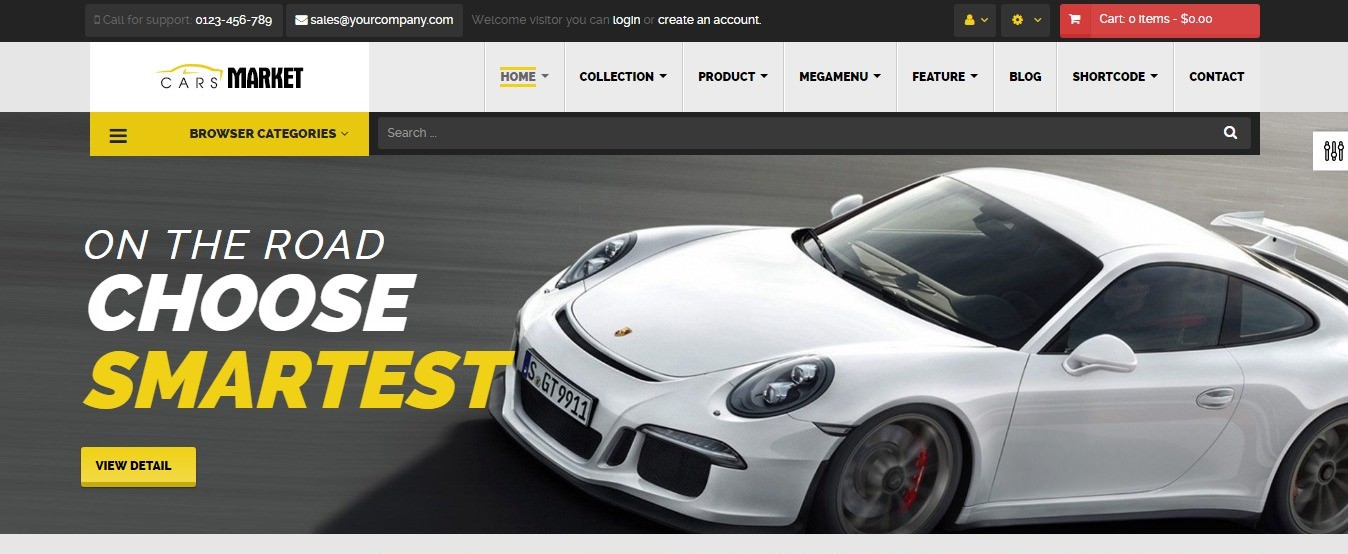 Call for support: 0123-456-789 sales@yourcompany.com Welcome visitor you can login or create an account. Cart: 0 items - $0.00
CARS MARKET
HOME COLLECTION PRODUCT MEGAMENU FEATURE BLOG SHORTCODE CONTACT
BROWSER CATEGORIES Search ...
ON THE ROAD
CHOOSE
SMARTEST
S GT 9911
VIEW DETAIL